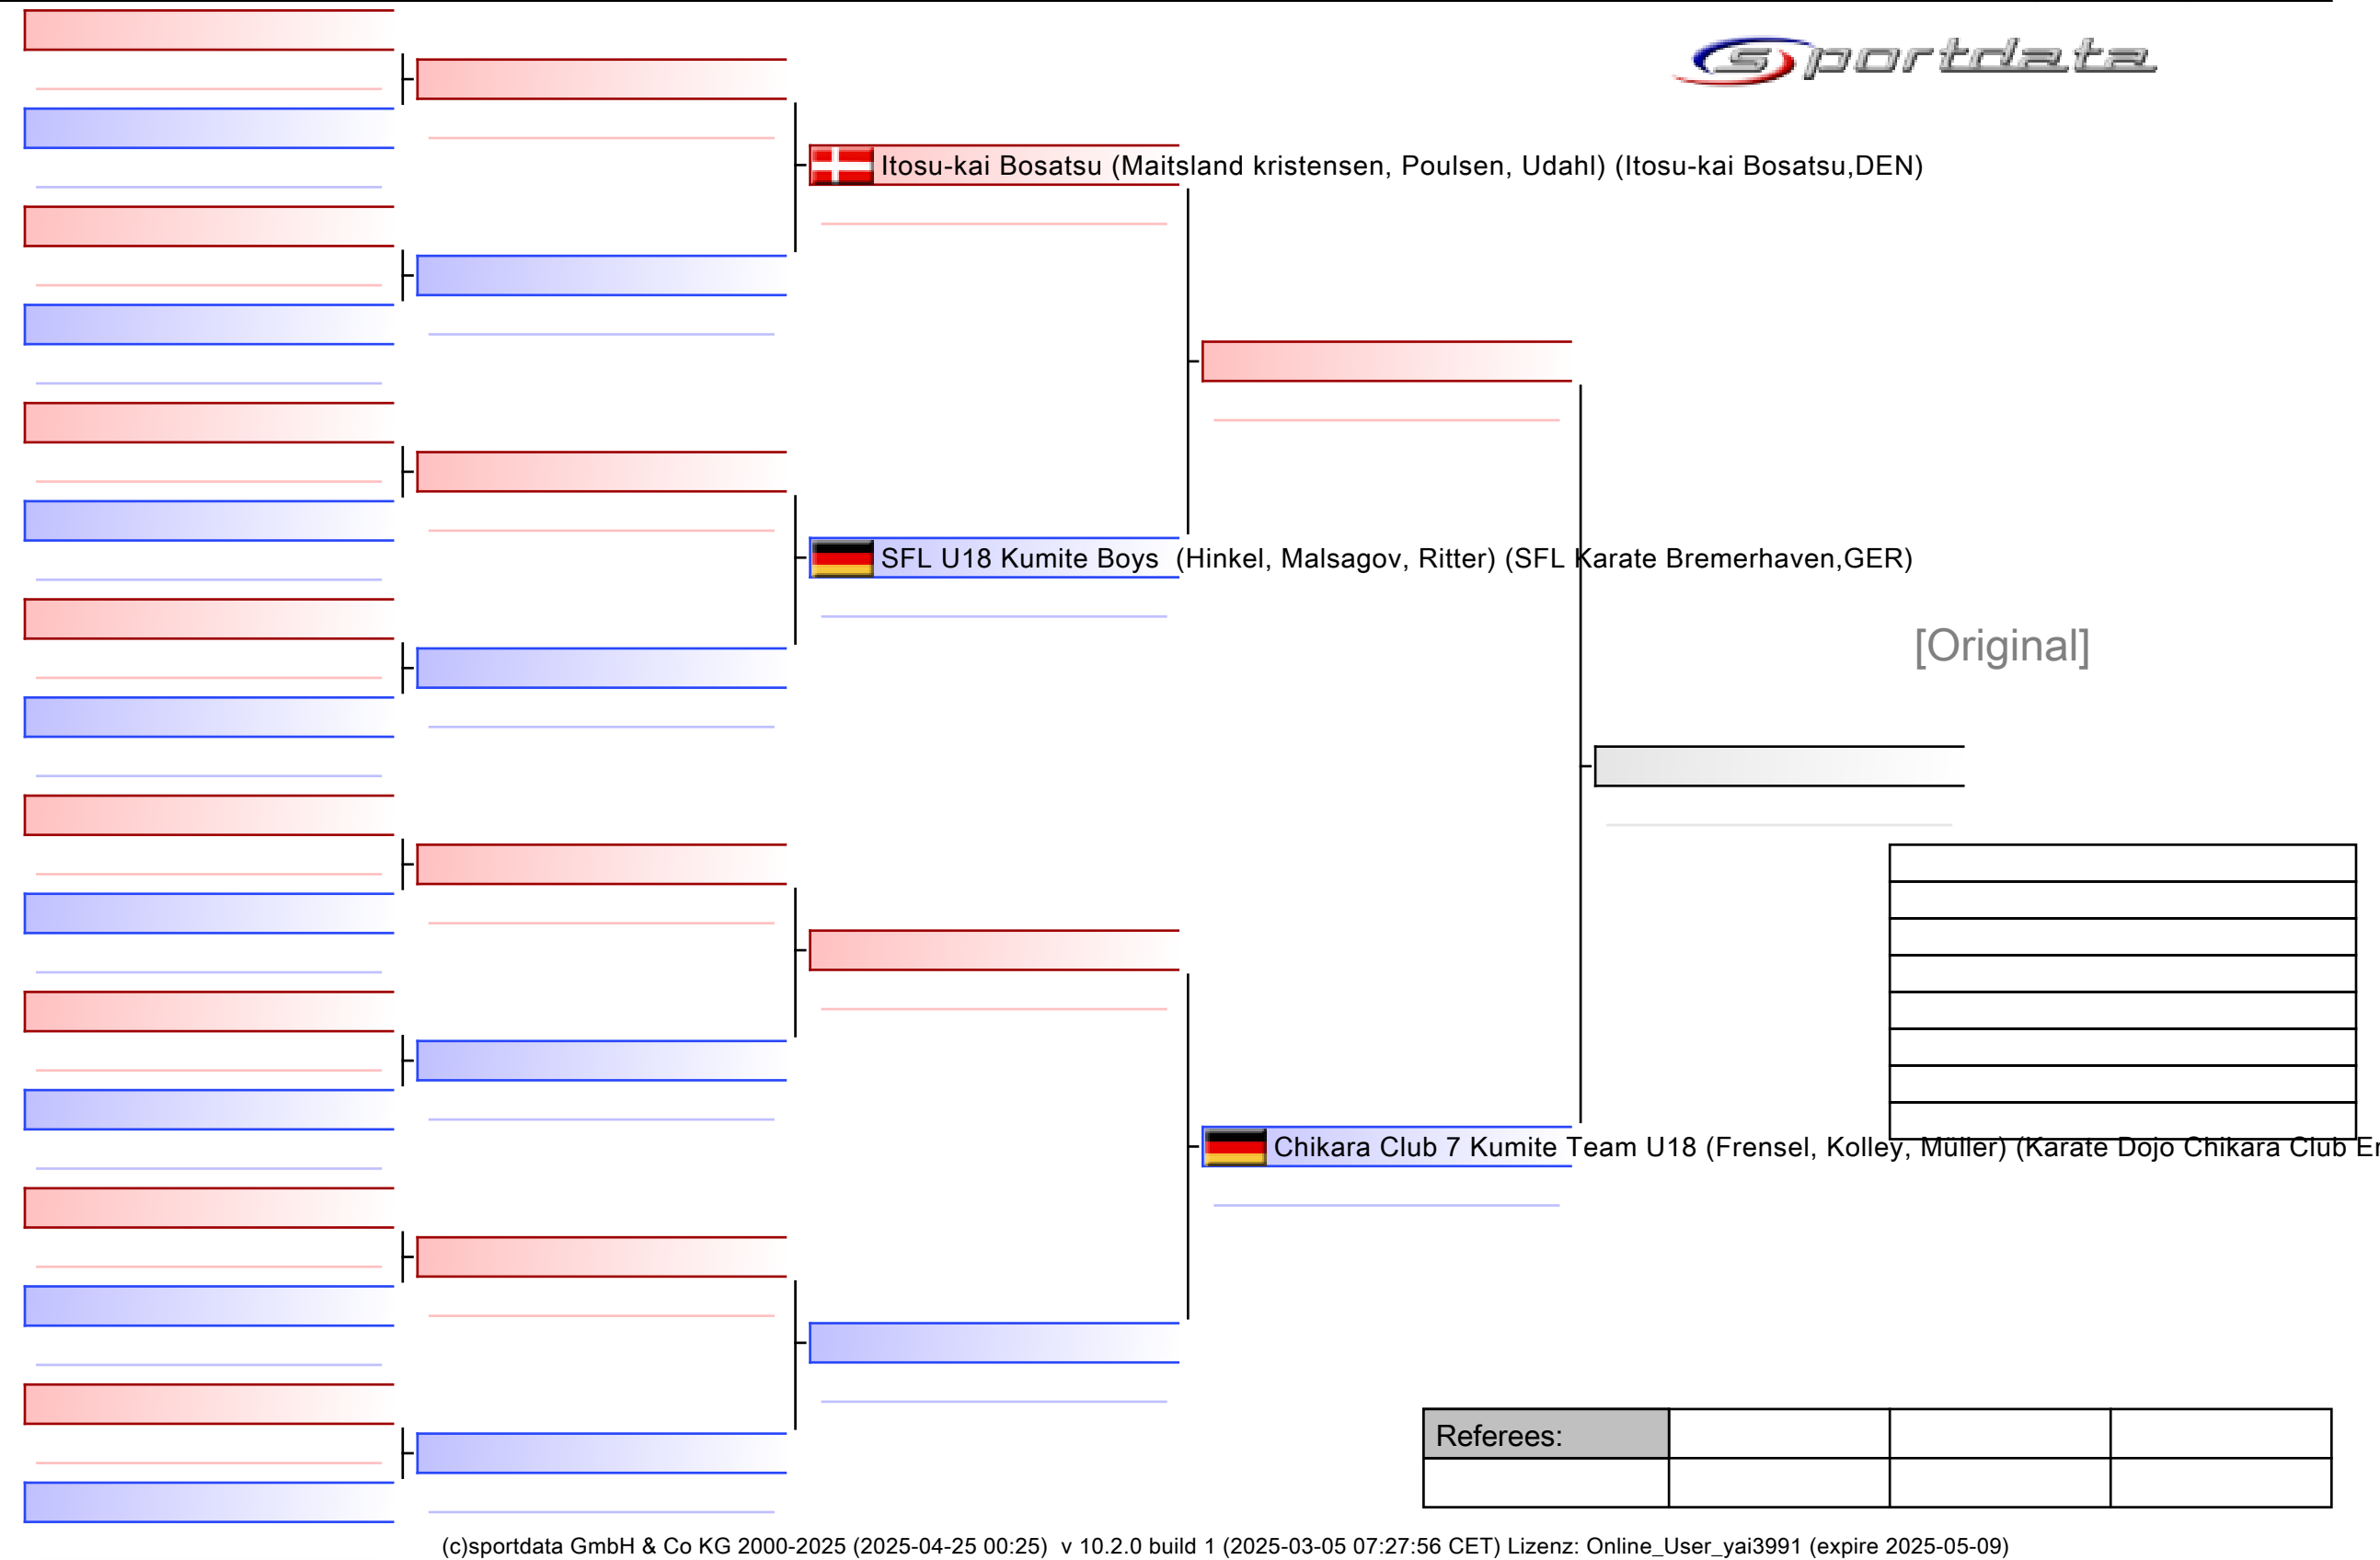 sportdata
Itosu-kai Bosatsu (Maitsland kristensen, Poulsen, Udahl) (Itosu-kai Bosatsu,DEN)
SFL U18 Kumite Boys  (Hinkel, Malsagov, Ritter) (SFL Karate Bremerhaven,GER)
[Original]
Chikara Club 7 Kumite Team U18 (Frensel, Kolley, Müller) (Karate Dojo Chikara Club
Referees:
(c)sportdata GmbH & Co KG 2000-2025 (2025-04-25 00:25)  v 10.2.0 build 1 (2025-03-05 07:27:56 CET) Lizenz: Online_User_yai3991 (expire 2025-05-09)